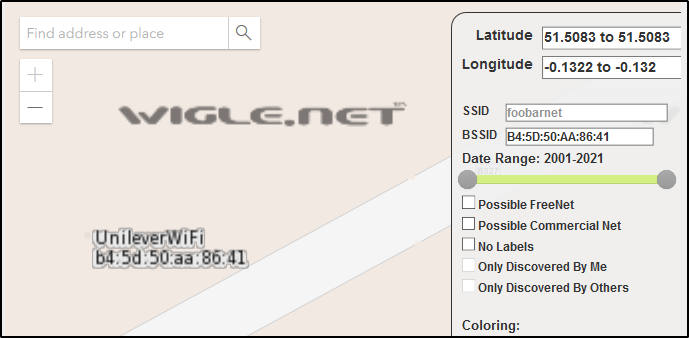 Find address or place
WIGLE.NET
UnileverWiFi
b4:5d:50:aa:86:41
Latitude 51.5083 to 51.5083
Longitude -0.1322 to -0.132
SSID foobarnet
BSSID B4:5D:50:AA:86:41
Date Range: 2001-2021
Possible FreeNet
Possible Commercial Net
No Labels
Only Discovered By Me
Only Discovered By Others
Coloring: